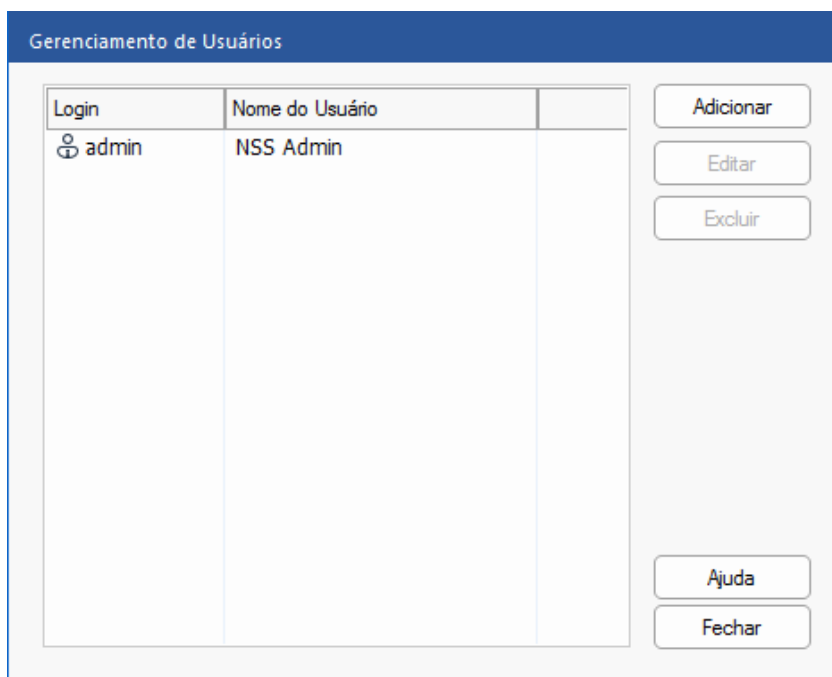 Gerenciamento de Usuários
Login Nome do Usuário Adicionar
admin NSS Admin
Editar
Excluir
Ajuda
Fechar